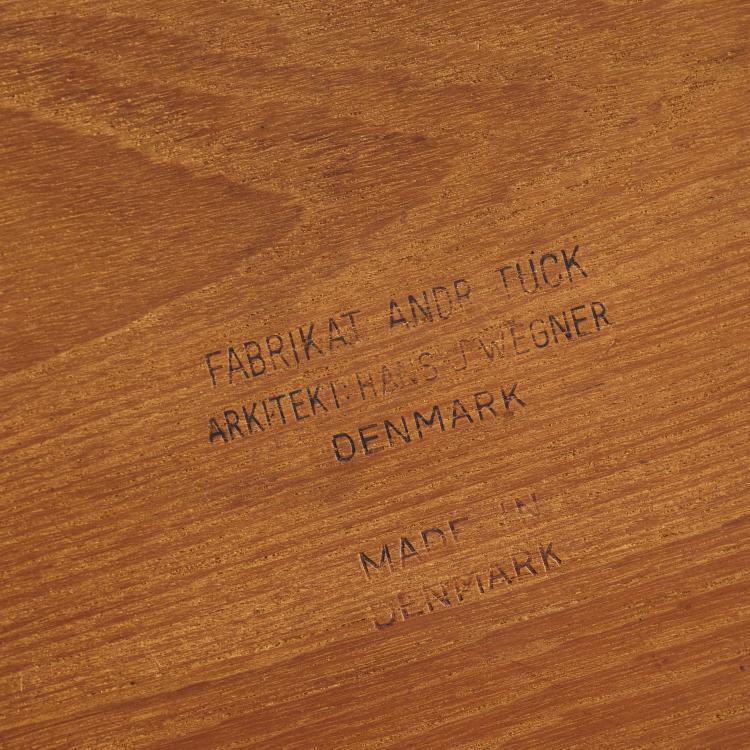 FABRIKAT ANDR TUCK
ARKITEKT: HANS J WEGNER
DENMARK
MADE IN
DENMARK